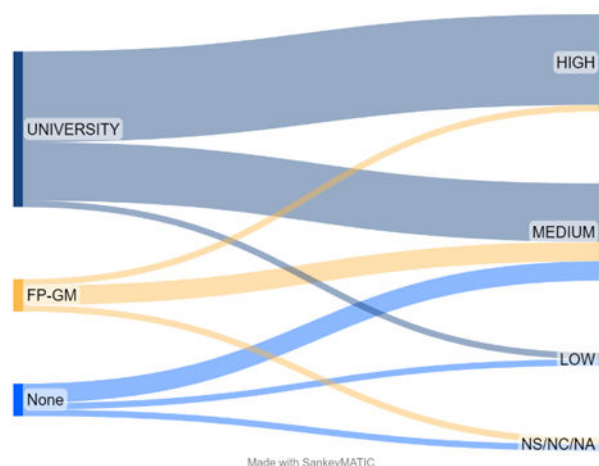 HIGH
UNIVERSITY
MEDIUM
FP-GM
LOW
None
NS/NC/NA
Made with SankeyMATIC